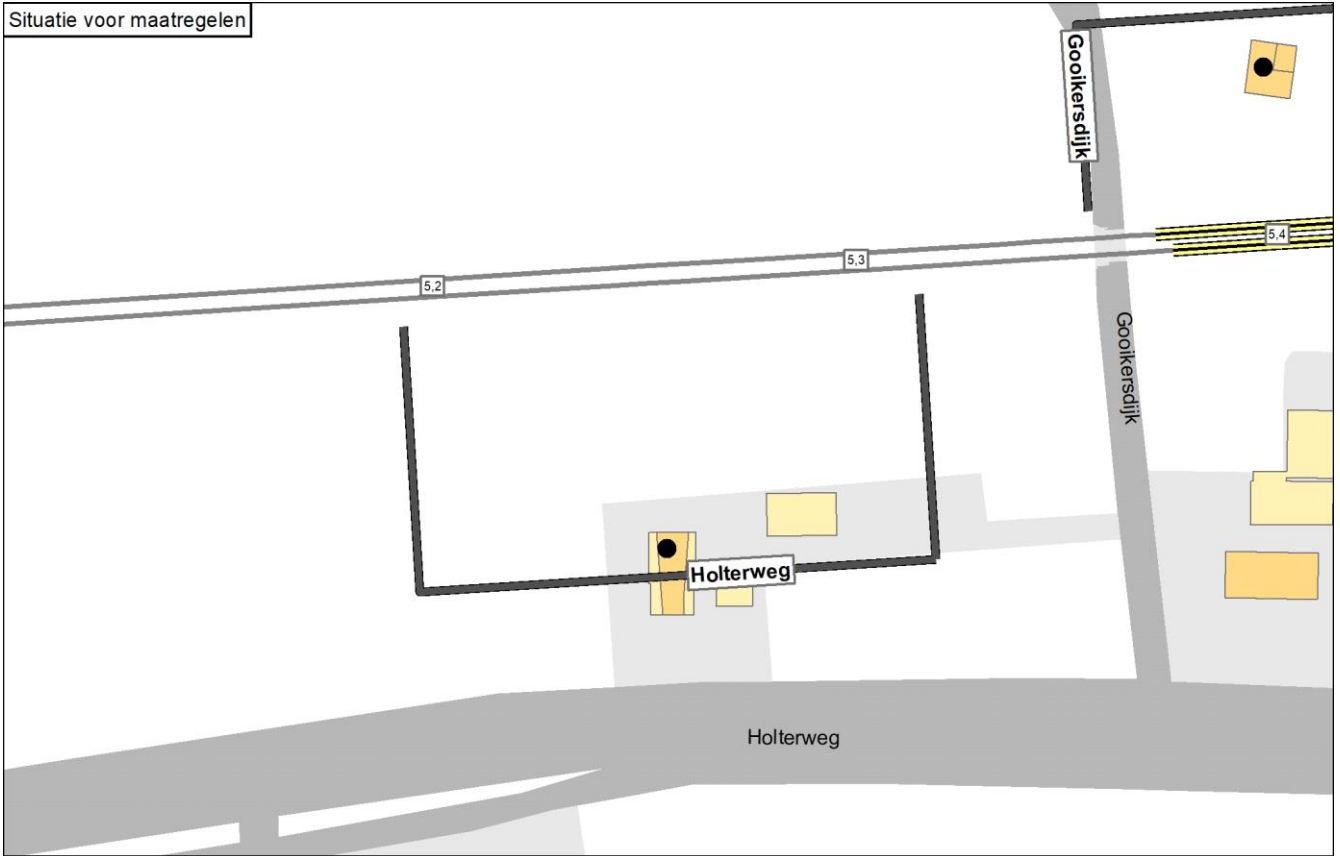 Situatie voor maatregelen
Gooikersdijk
5,4
5,3
5,2
Gooikersdijk
Holterweg
Holterweg